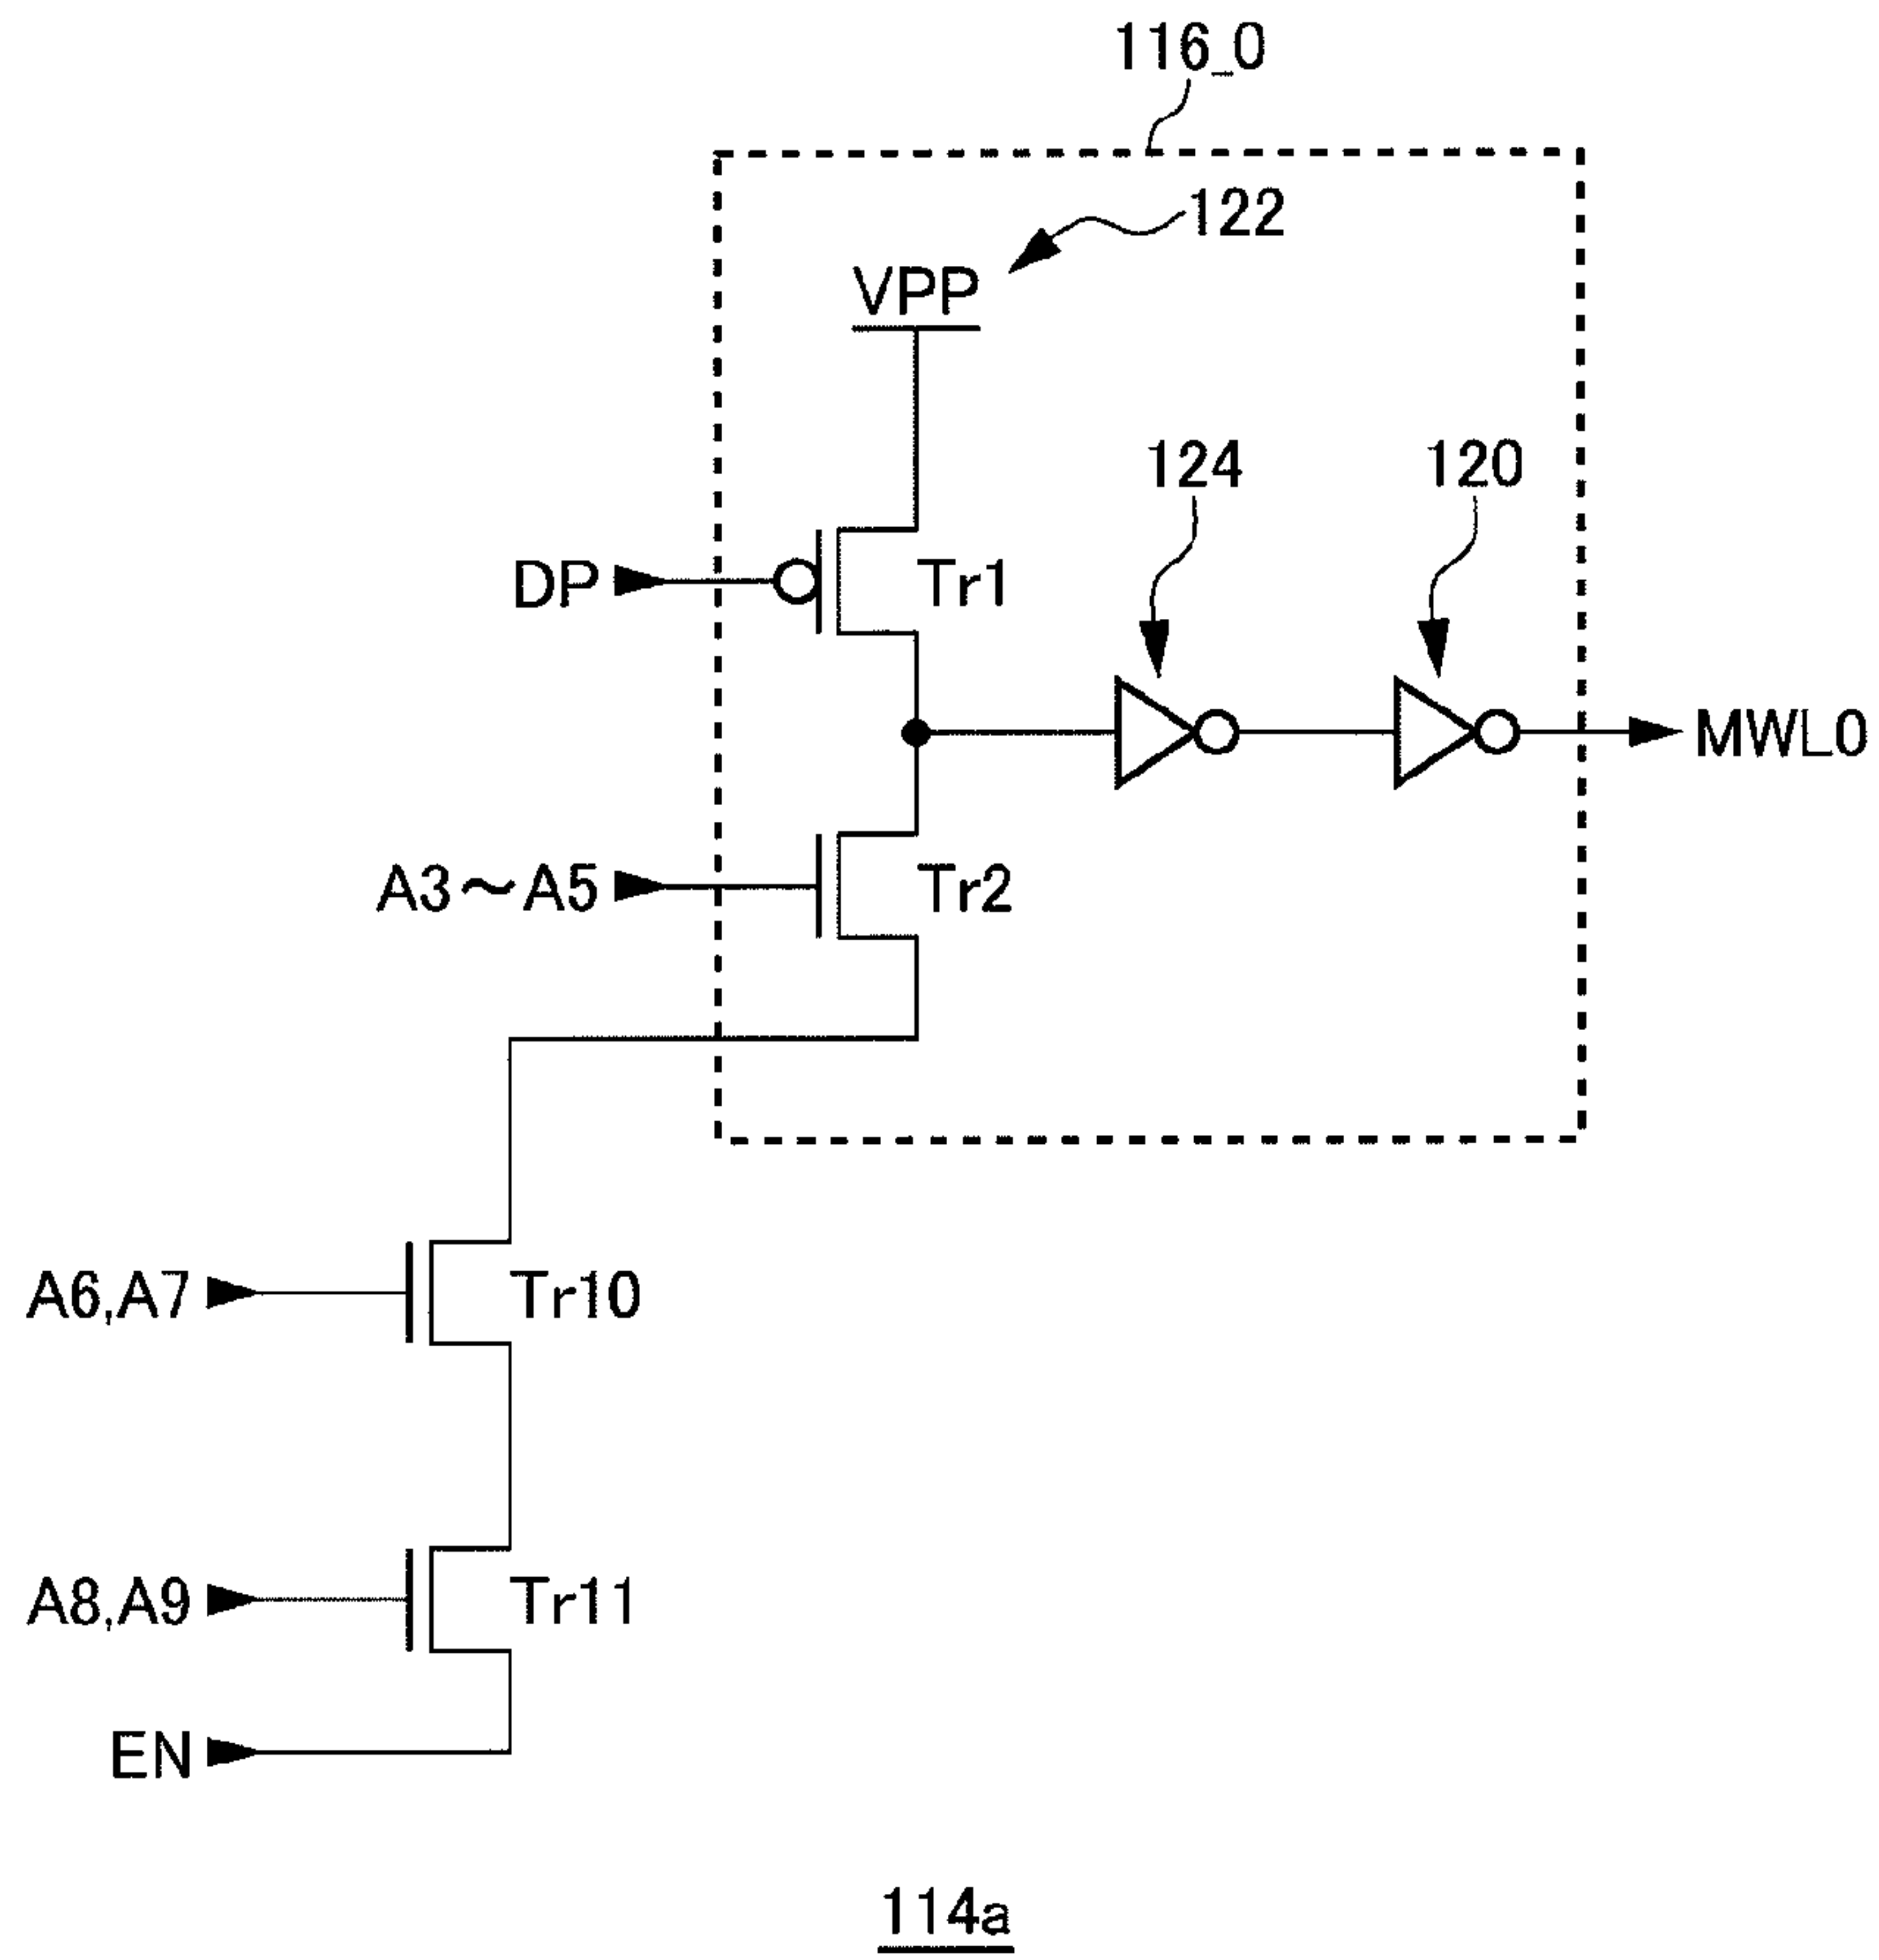 116_0
122
VPP
124
120
DP
Tr1
MWL0
A3～A5
Tr2
A6,A7
Tr10
A8,A9
Tr11
EN
114a